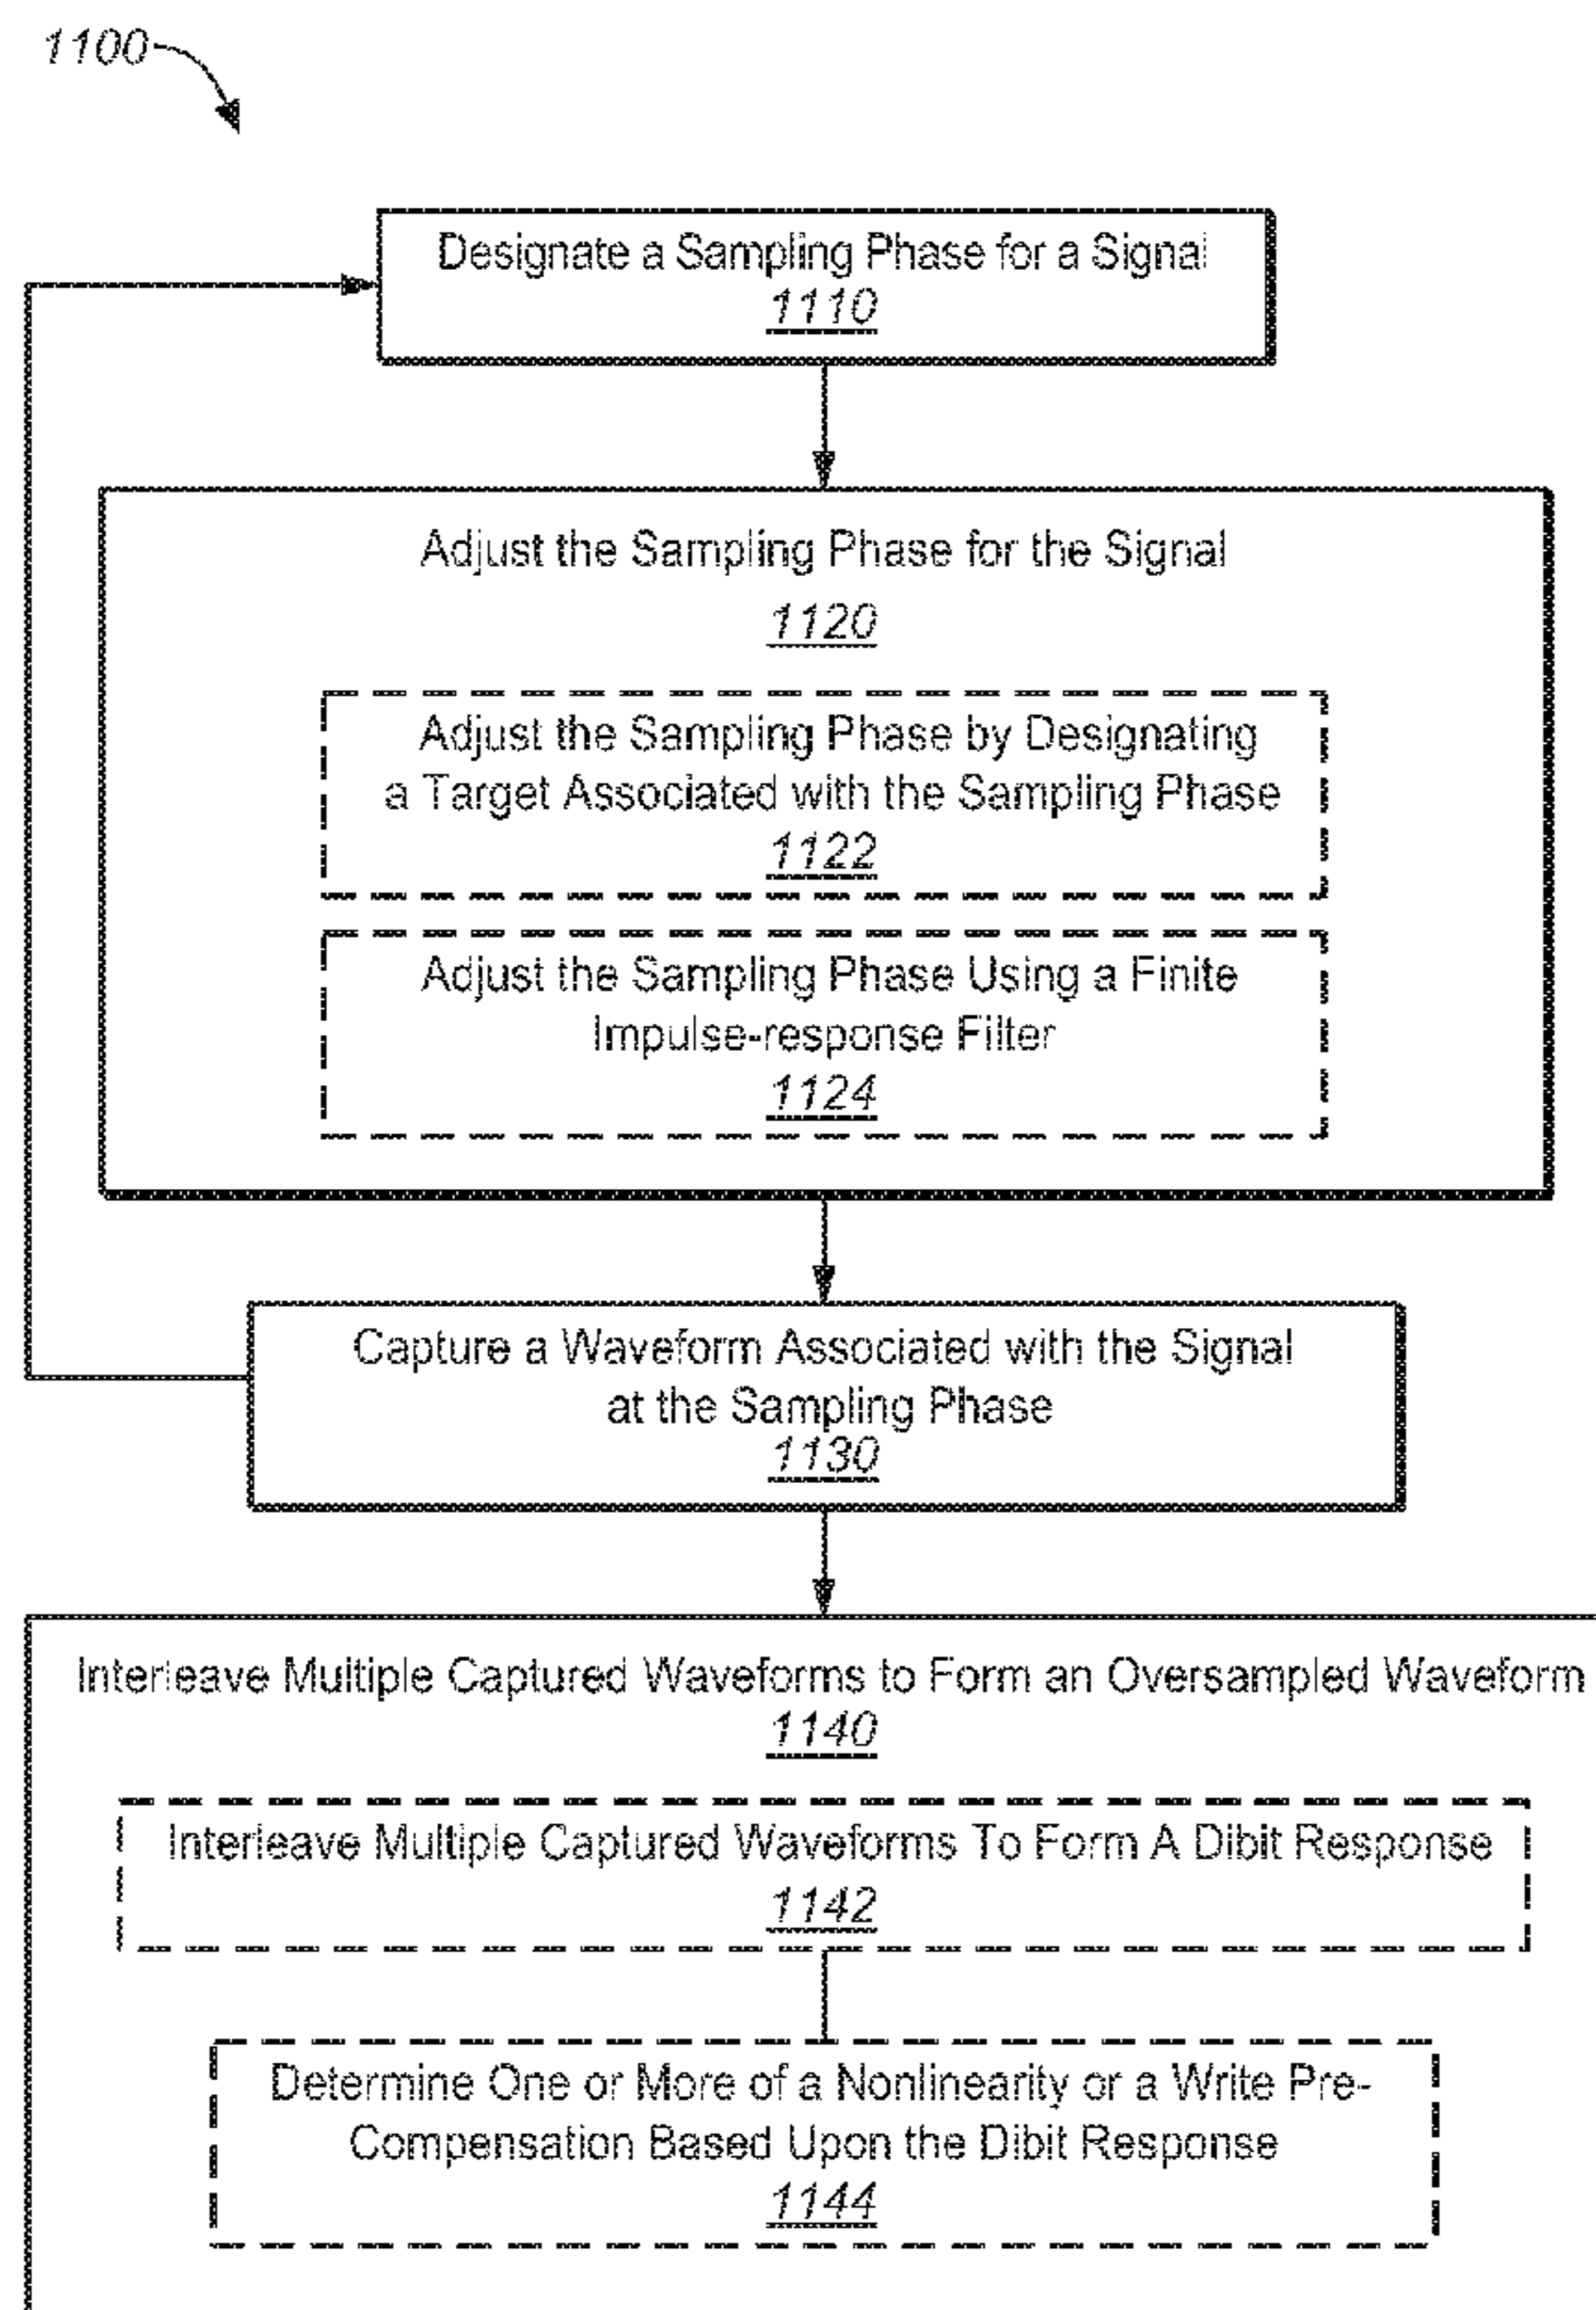 1100
Designate a Sampling Phase for a Signal
1110
Adjust the Sampling Phase for the Signal
1120
Adjust the Sampling Phase by Designating
a Target Associated with the Sampling Phase
1122
Adjust the Sampling Phase Using a Finite
Impulse-response Filter
1124
Capture a Waveform Associated with the Signal
at the Sampling Phase
1130
Interleave Multiple Captured Waveforms to Form an Oversampled Waveform
1140
Interleave Multiple Captured Waveforms To Form A Dibit Response
1142
Determine One or More of a Nonlinearity or a Write Pre-
Compensation Based Upon the Dibit Response
1144